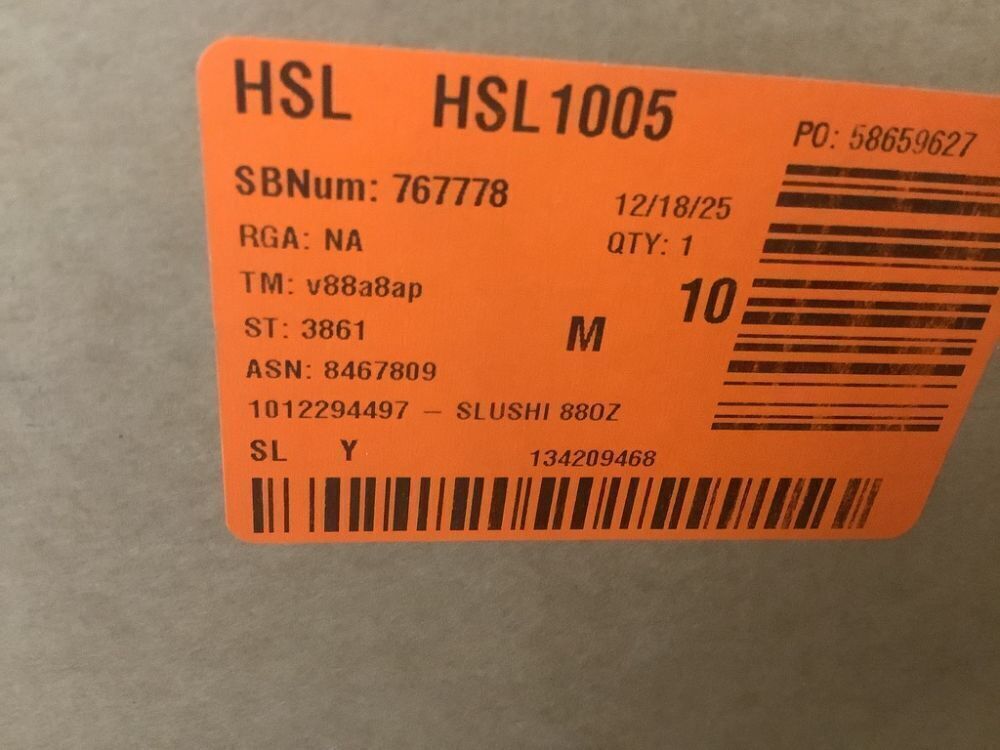 HSL HSL1005
PO: 58659627
SBNum: 767778 12/18/25
RGA: NA QTY: 1
TM: v88a8ap 10
ST: 3861 M
ASN: 8467809
1012294497 – SLUSHI 88OZ
SL Y 134209468